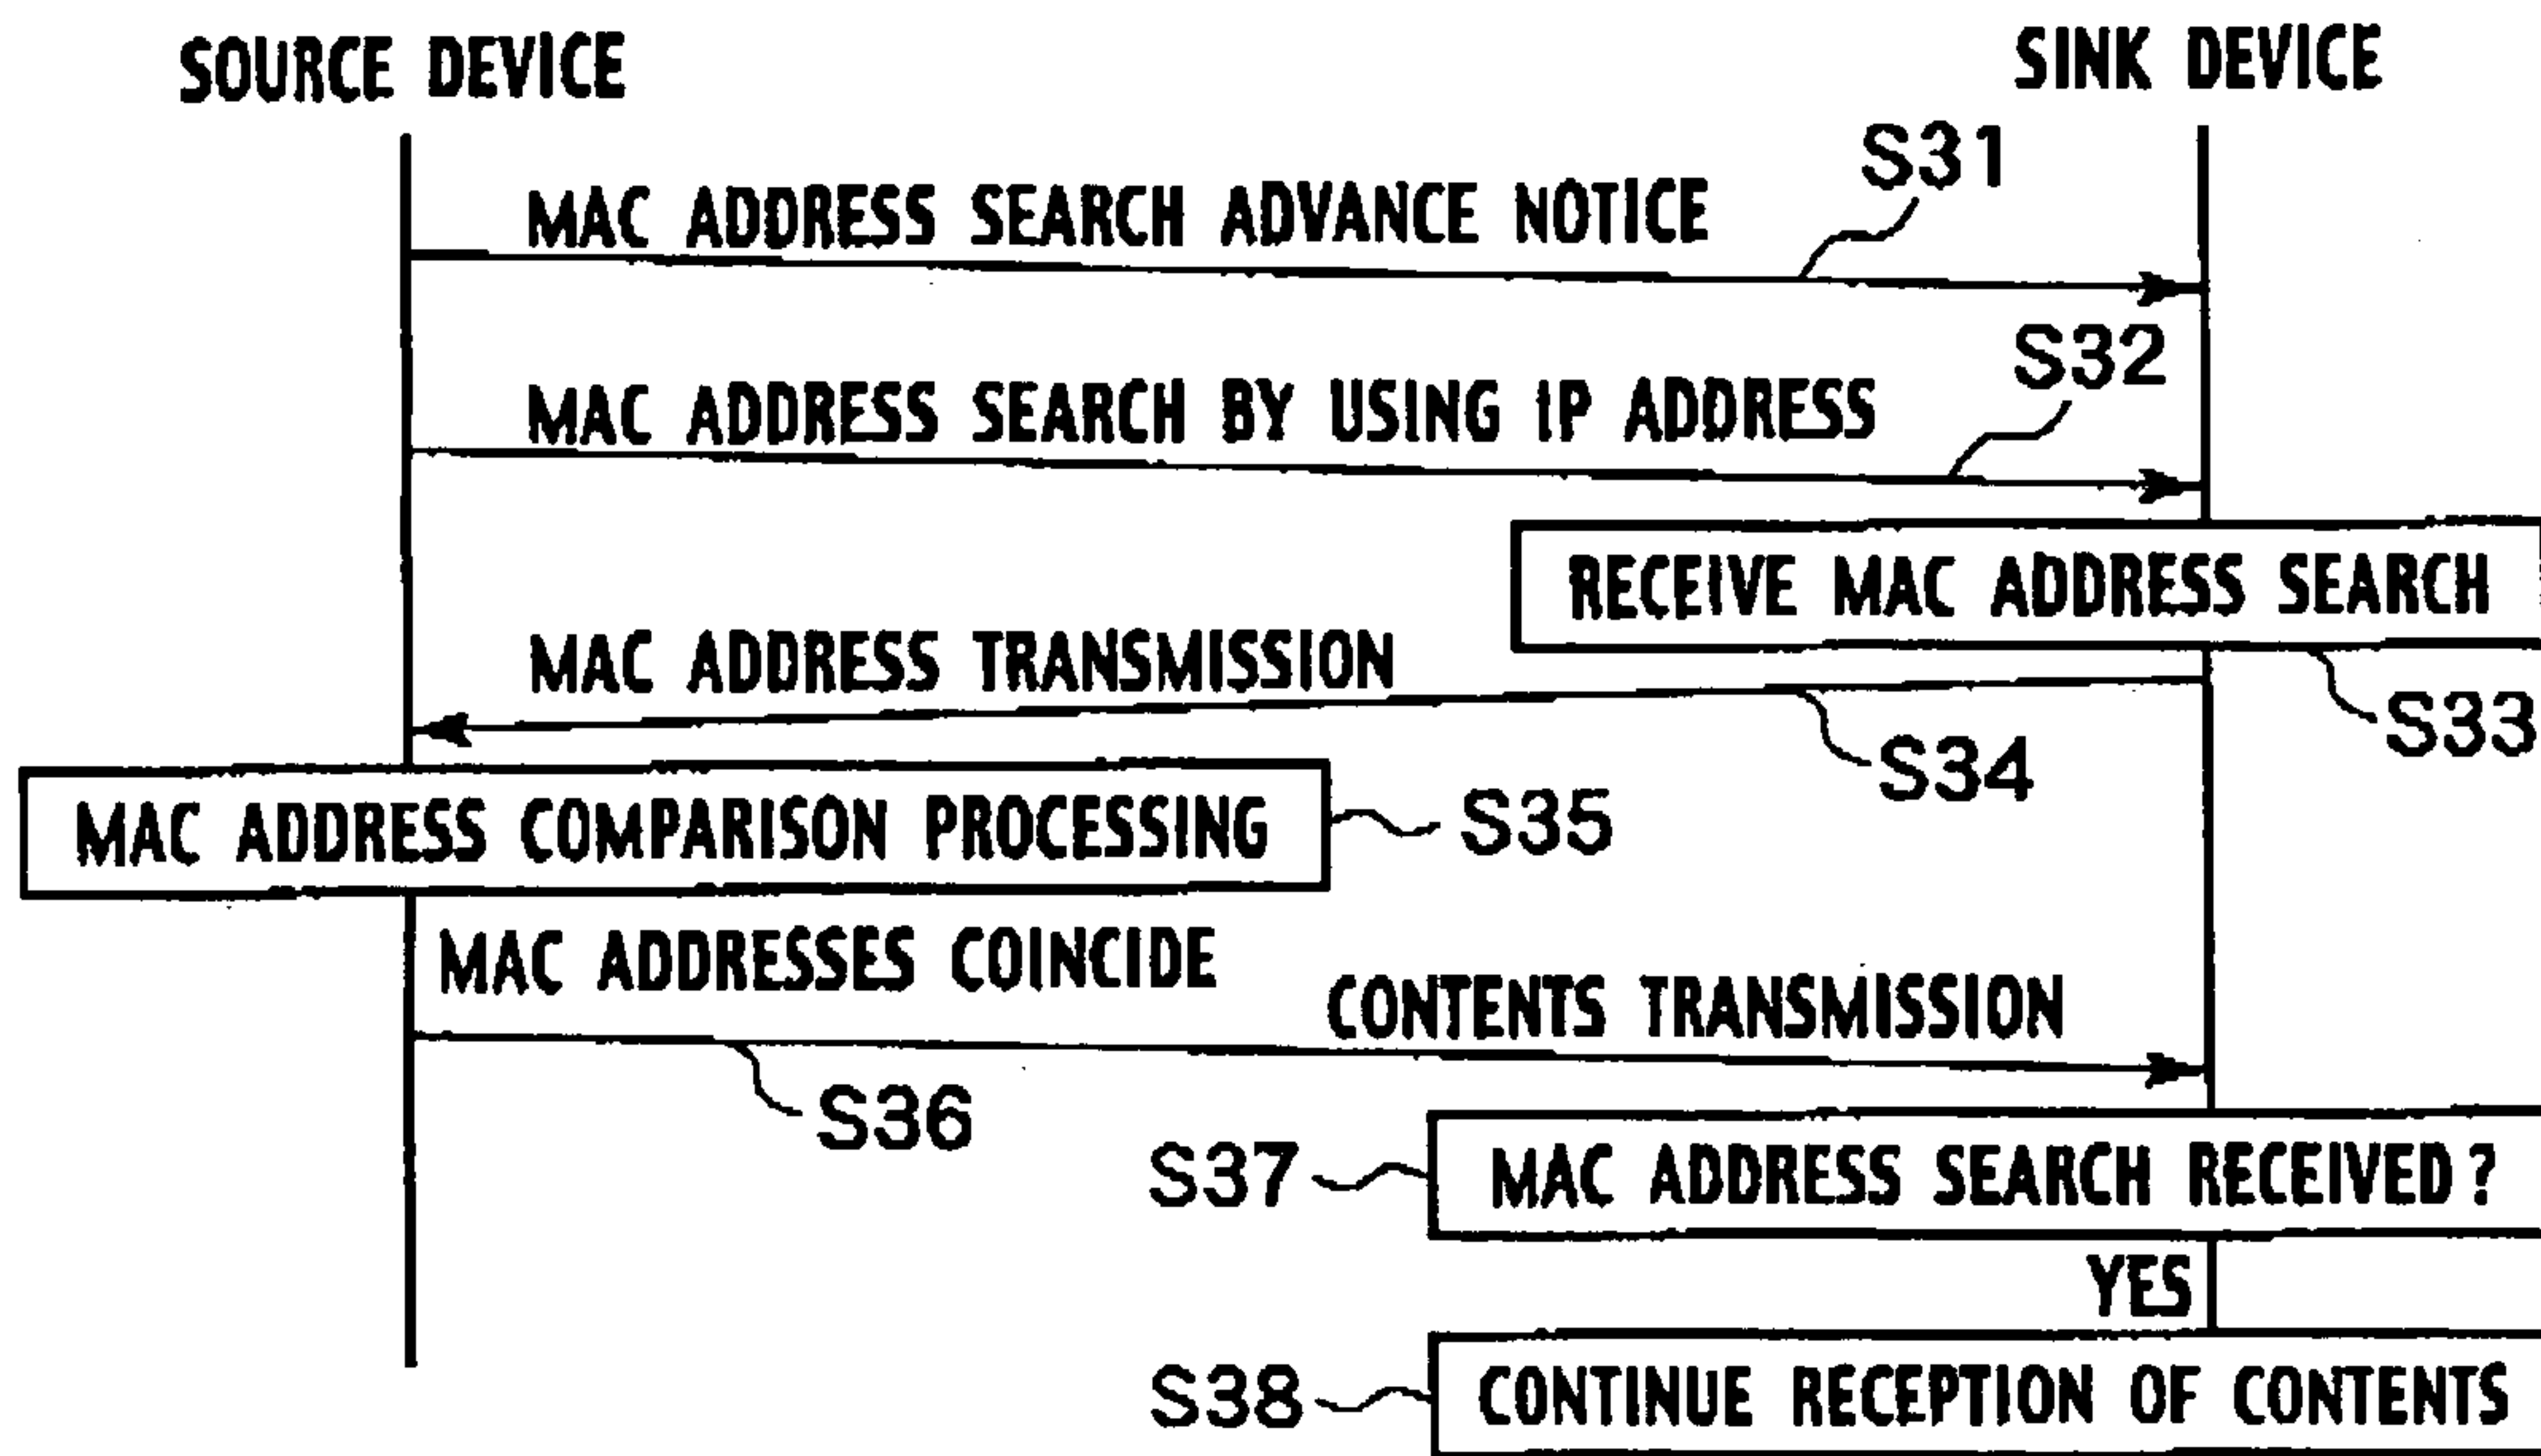 SOURCE DEVICE
SINK DEVICE
S31
MAC ADDRESS SEARCH ADVANCE NOTICE
S32
MAC ADDRESS SEARCH BY USING IP ADDRESS
RECEIVE MAC ADDRESS SEARCH
S33
MAC ADDRESS TRANSMISSION
S34
MAC ADDRESS COMPARISON PROCESSING
S35
MAC ADDRESSES COINCIDE
CONTENTS TRANSMISSION
S36
S37
MAC ADDRESS SEARCH RECEIVED?
YES
S38
CONTINUE RECEPTION OF CONTENTS